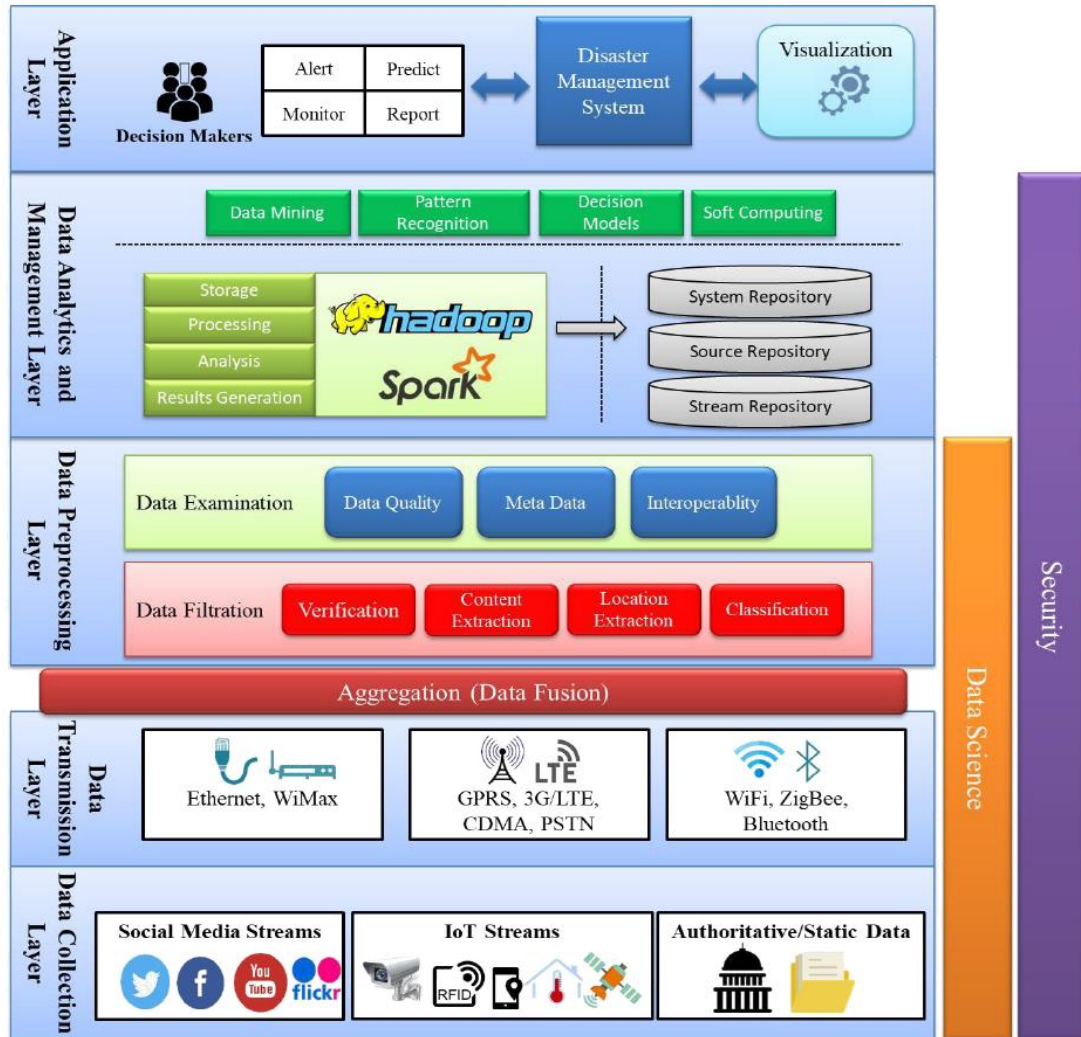 Application
Layer
Decision Makers
Alert
Predict
Monitor
Report
Disaster
Management
System
Visualization
Data Analytics and
Management Layer
Data Mining
Pattern
Recognition
Decision
Models
Soft Computing
Storage
Processing
Analysis
Results Generation
hadoop
Spark
System Repository
Source Repository
Stream Repository
Data Preprocessing
Layer
Data Examination
Data Quality
Meta Data
Interoperablity
Data Filtration
Verification
Content
Extraction
Location
Extraction
Classification
Aggregation (Data Fusion)
Data
Transmission
Layer
Ethernet, WiMax
LTE
GPRS, 3G/LTE,
CDMA, PSTN
WiFi, ZigBee,
Bluetooth
Data Collection
Layer
Social Media Streams
You
Tube
flickr
IoT Streams
RFID
Authoritative/Static Data
Data Science
Security